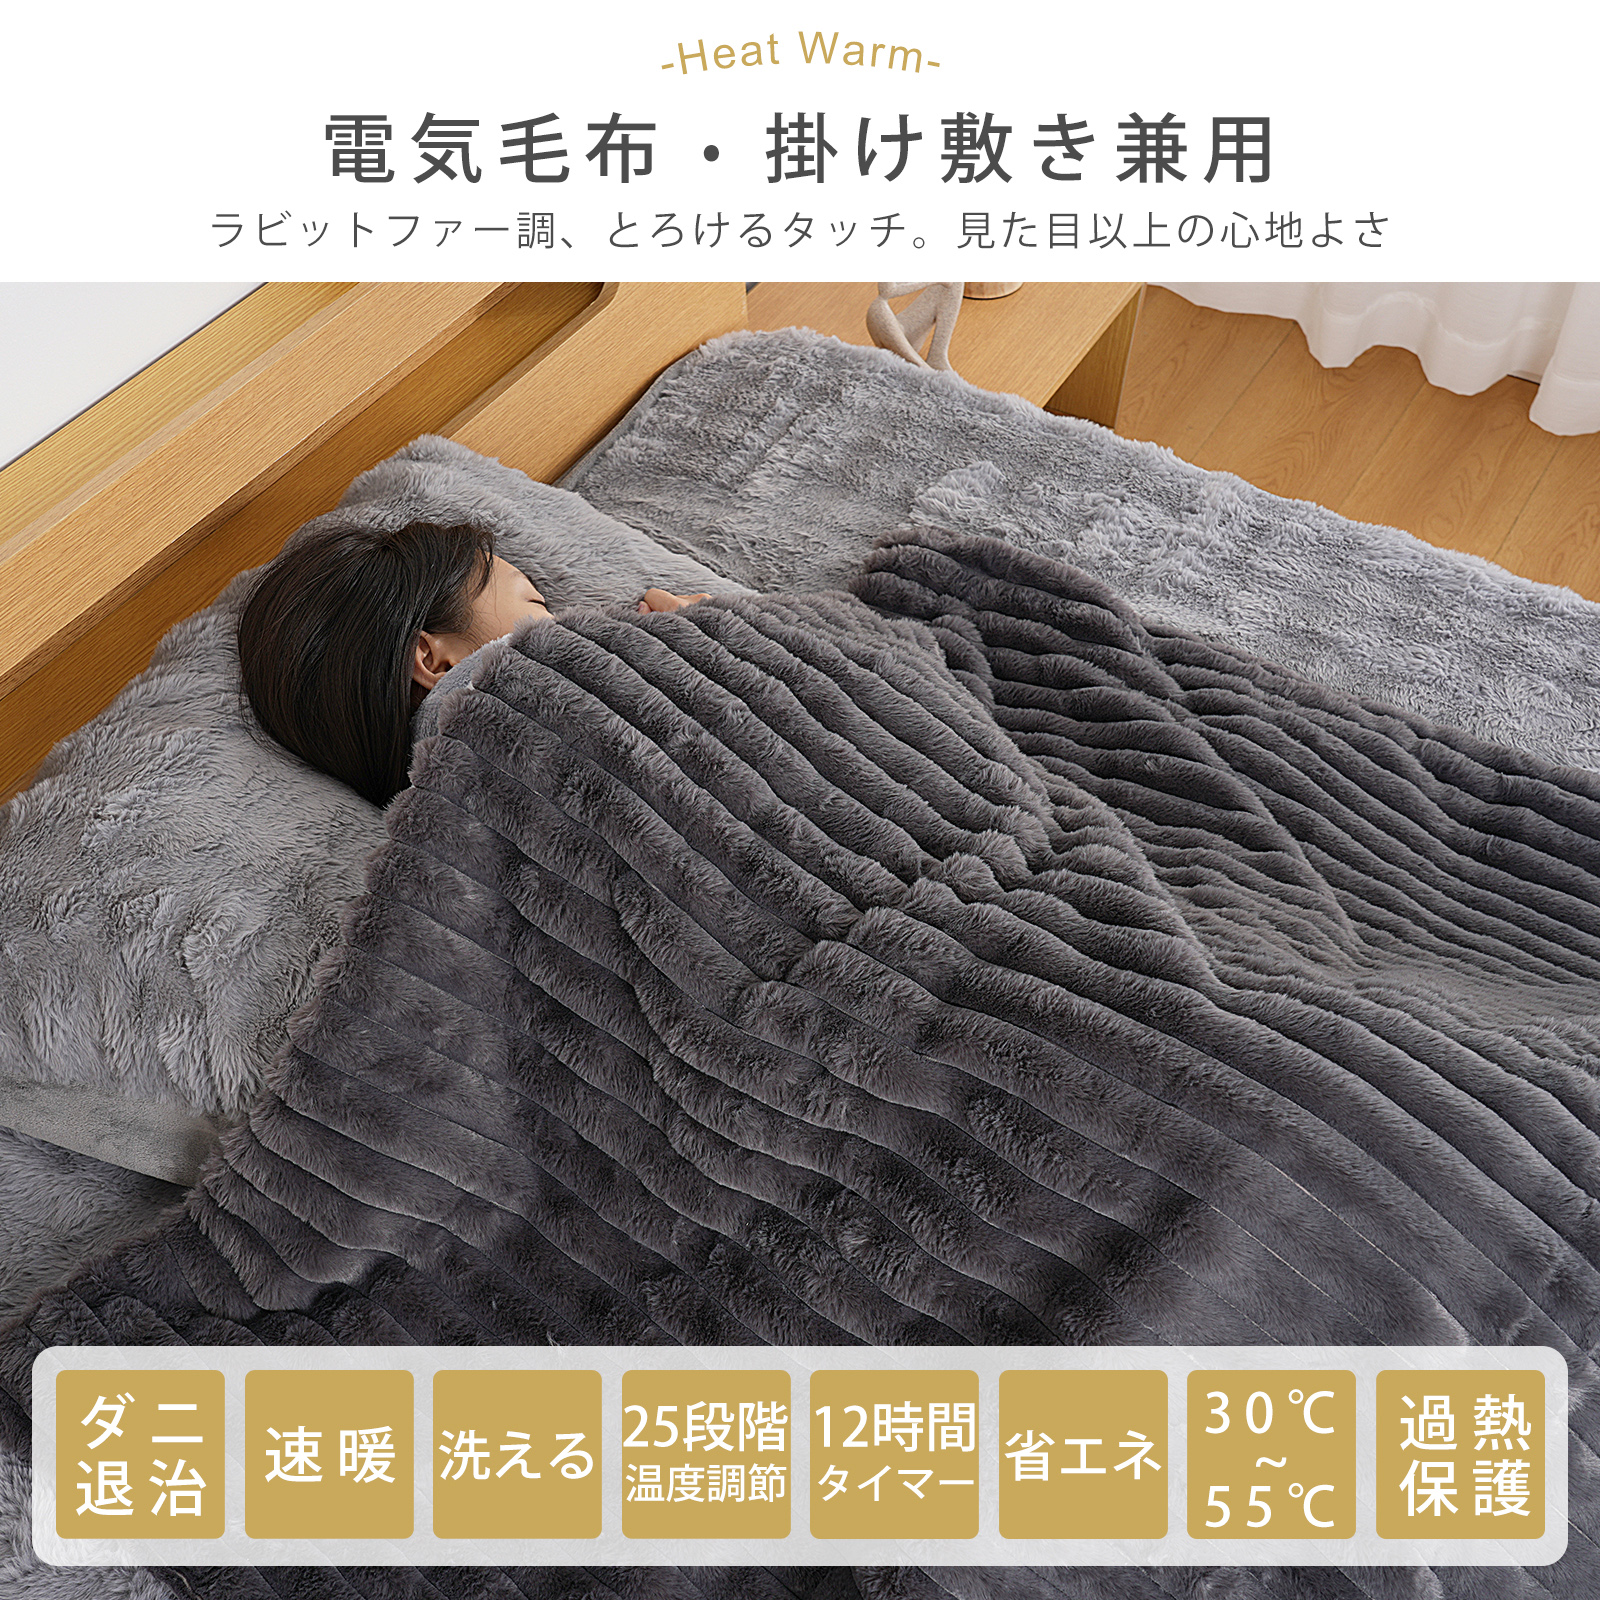 -Heat Warm-
電気毛布・掛け敷き兼用
ラビットファー調、とろけるタッチ。見た目以上の心地よさ
ダニ
退治
速暖
洗える
25段階
温度調節
12時間
タイマー
省エネ
30℃
~
55℃
過熱
保護